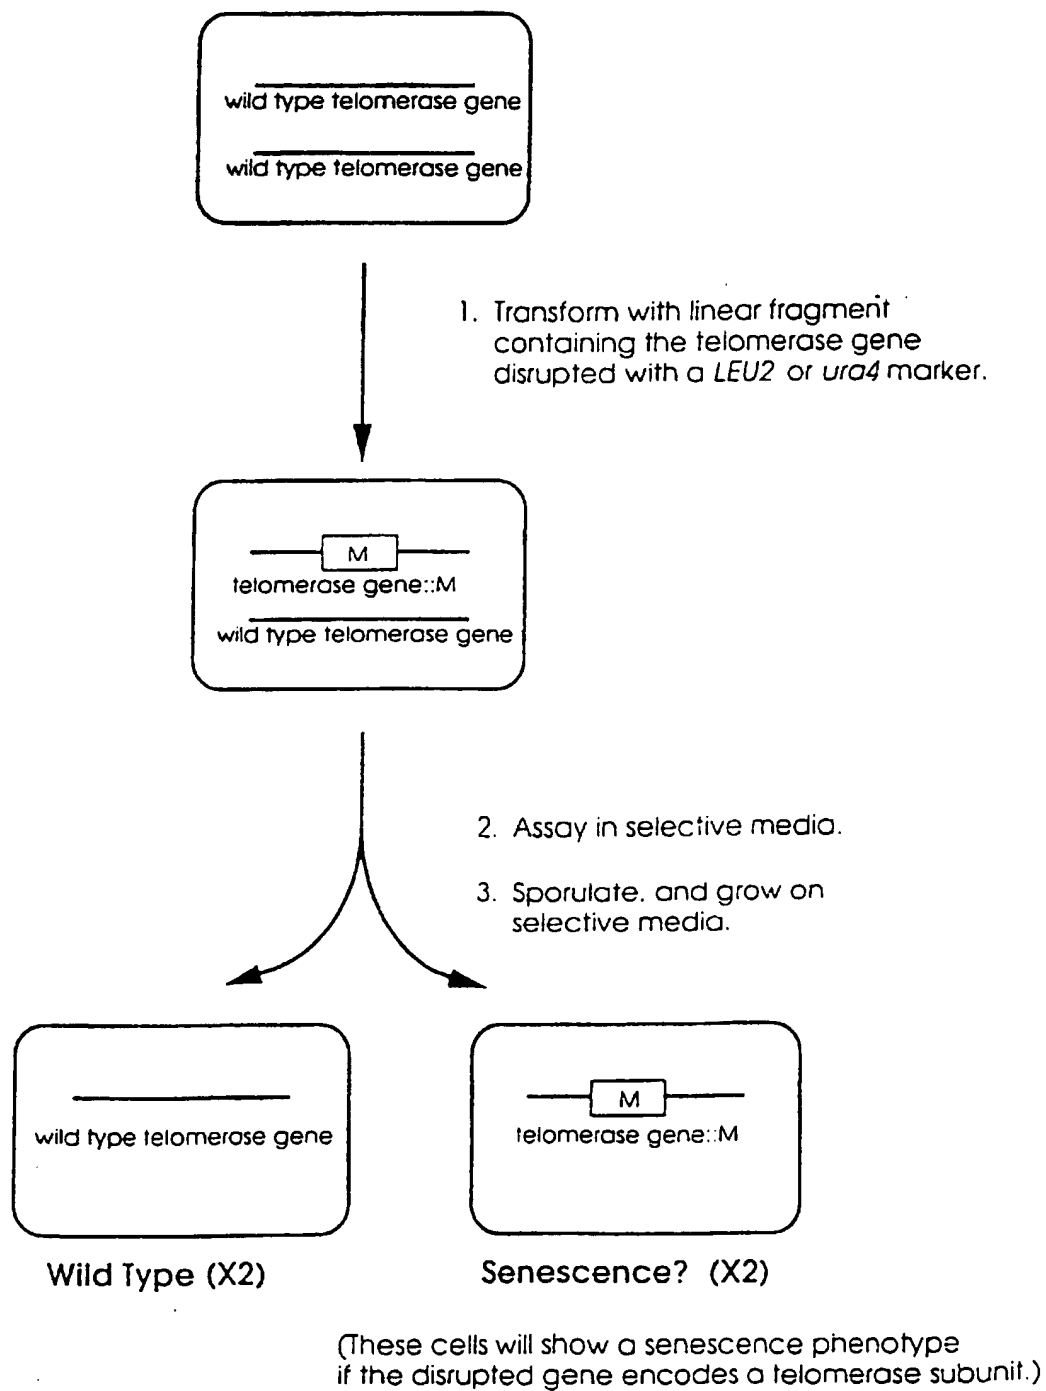 wild type telomerase gene
wild type telomerase gene
1. Transform with linear fragment
containing the telomerase gene
disrupted with a LEU2 or ura4 marker.
M
telomerase gene::M
wild type telomerase gene
2. Assay in selective media.
3. Sporulate. and grow on
selective media.
wild type telomerase gene
M
telomerase gene::M
Wild Type (X2)
Senescence? (X2)
(These cells will show a senescence phenotype
if the disrupted gene encodes a telomerase subunit.)